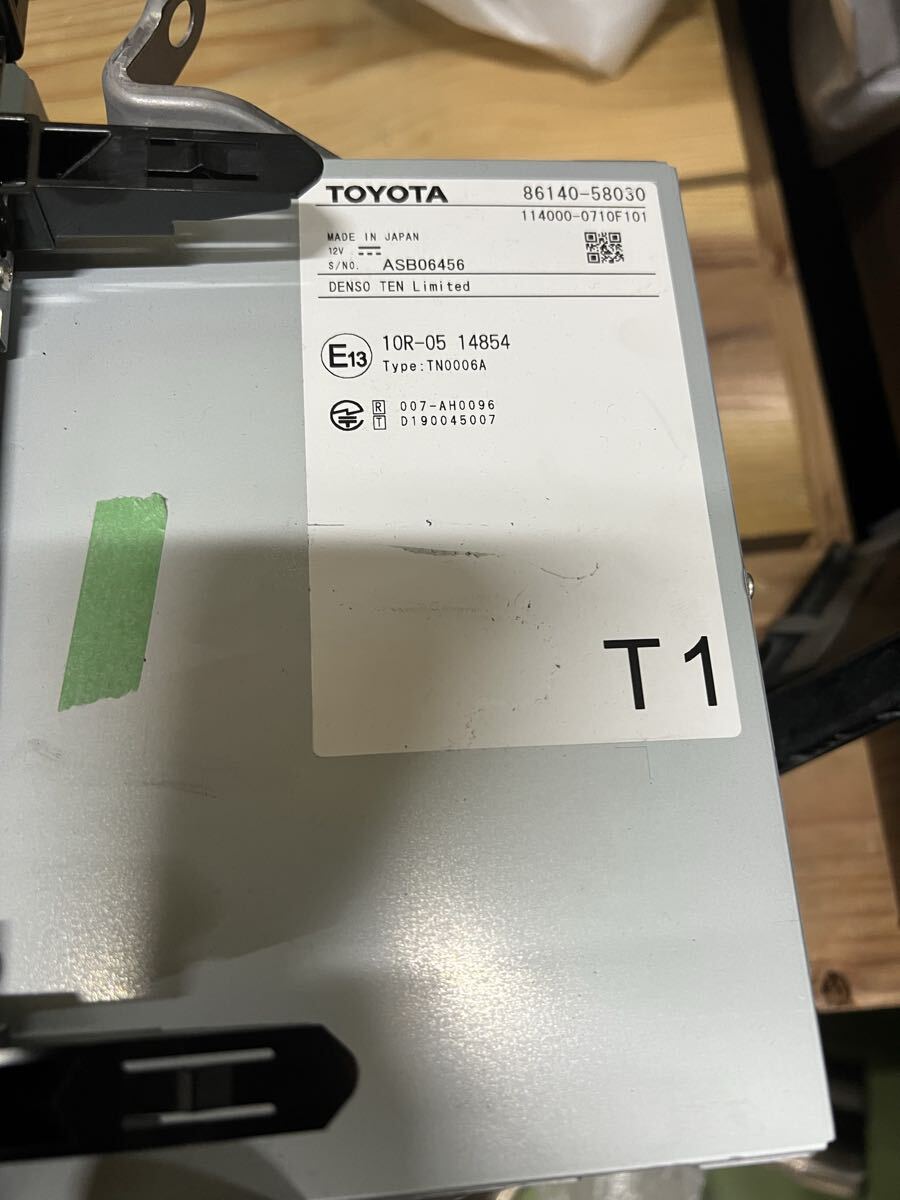 TOYOTA 86140-58030
114000-0710F101
MADE IN JAPAN
12V
S/NO. ASB06456
DENSO TEN Limited
E13 10R-05 14854
Type:TN0006A
R 007-AH0096
T D190045007
T1